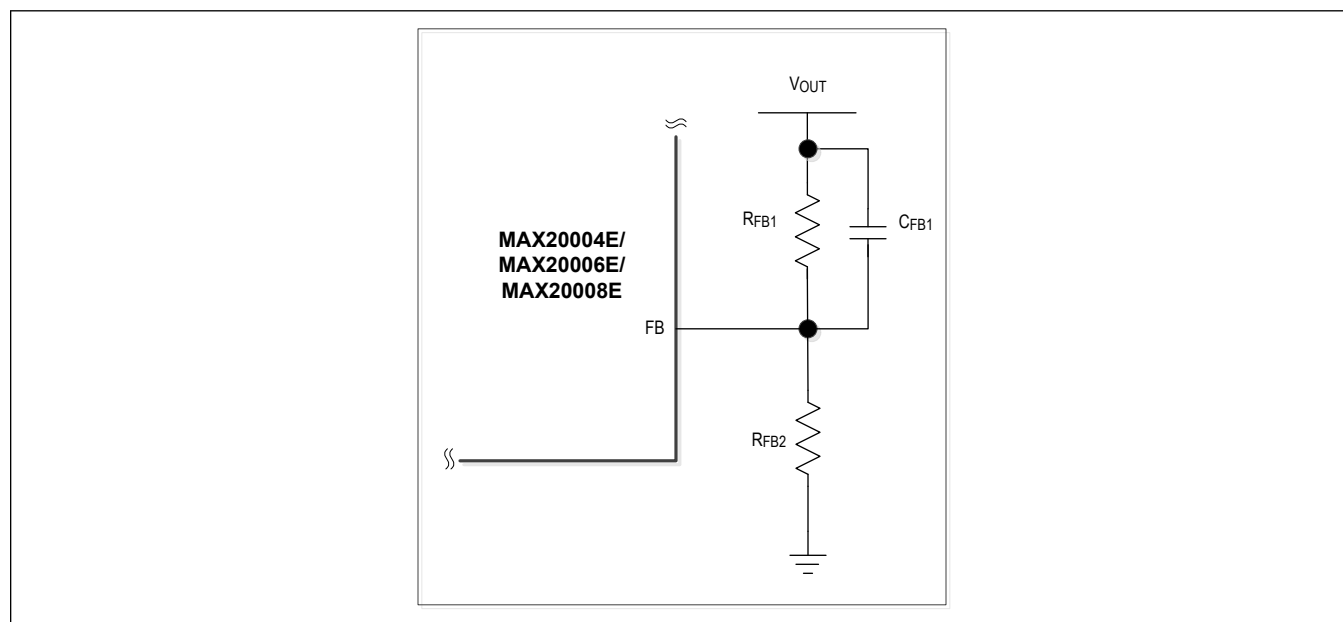 VOUT
RFB1
CFB1
MAX20004E/
MAX20006E/
MAX20008E
FB
RFB2